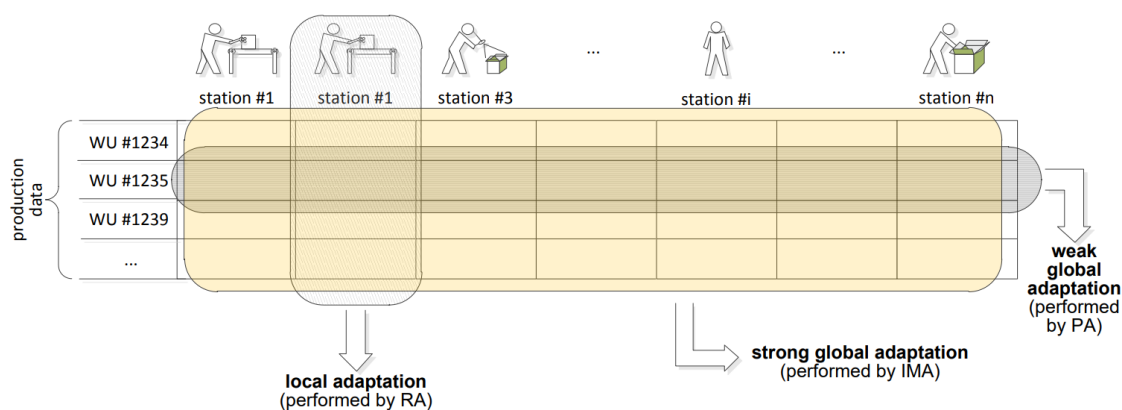 ...
...
station #1
station #1
station #3
station #i
station #n
WU #1234
WU #1235
WU #1239
...
production
data
weak
global
adaptation
(performed
by PA)
strong global adaptation
(performed by IMA)
local adaptation
(performed by RA)